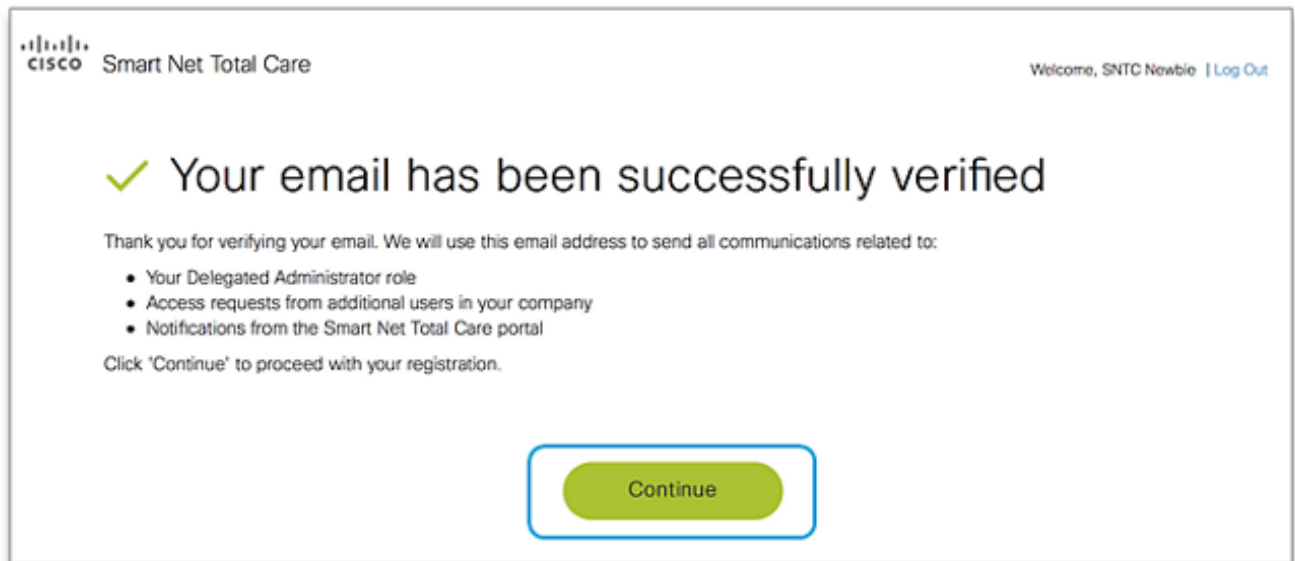 CISCO Smart Net Total Care
Welcome, SNTC Newbie | Log Out
Your email has been successfully verified
Thank you for verifying your email. We will use this email address to send all communications related to:
• Your Delegated Administrator role
• Access requests from additional users in your company
• Notifications from the Smart Net Total Care portal
Click 'Continue' to proceed with your registration.
Continue